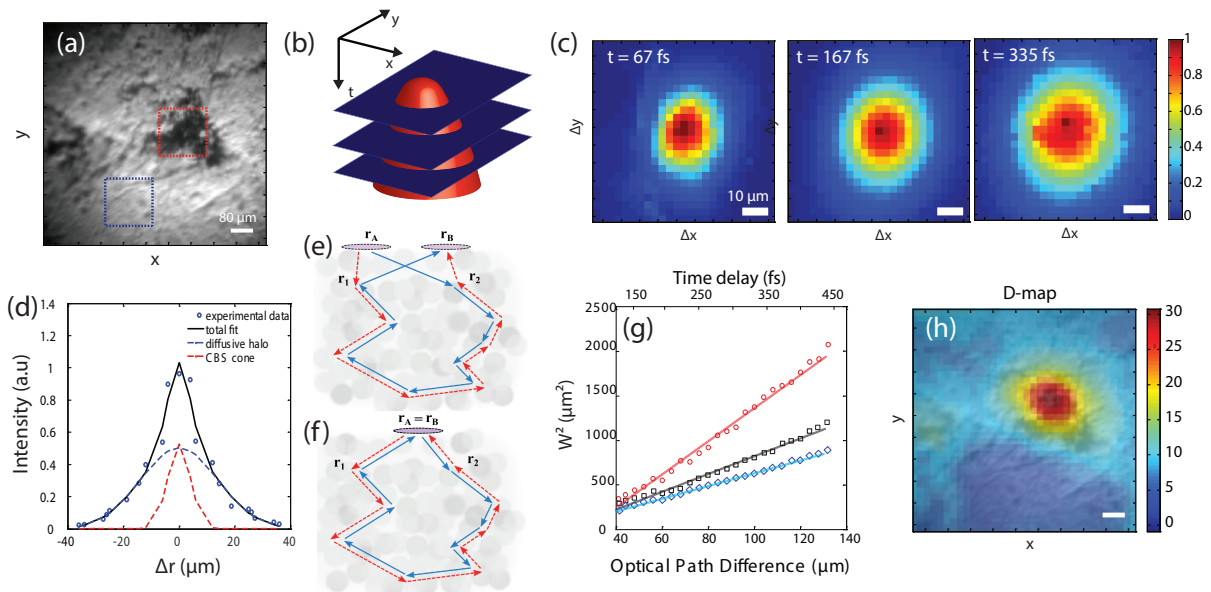 (a)
y
80 μm
x
(b)
y
x
t
(c)
t = 67 fs
t = 167 fs
t = 335 fs
Δy
Δy
10 μm
Δx
Δx
Δx
1
0.8
0.6
0.4
0.2
0
(d)
1.4
1.2
1
0.8
0.6
0.4
0.2
0
-40
-20
0
20
40
Intensity (a.u)
Δr (μm)
experimental data
total fit
diffusive halo
CBS cone
(e)
rA
rB
r1
r2
(f)
rA = rB
r1
r2
Time delay (fs)
150
250
350
450
(g)
2500
2000
1500
1000
500
0
W² (μm²)
40
60
80
100
120
140
Optical Path Difference (μm)
D-map
(h)
y
x
30
25
20
15
10
5
0